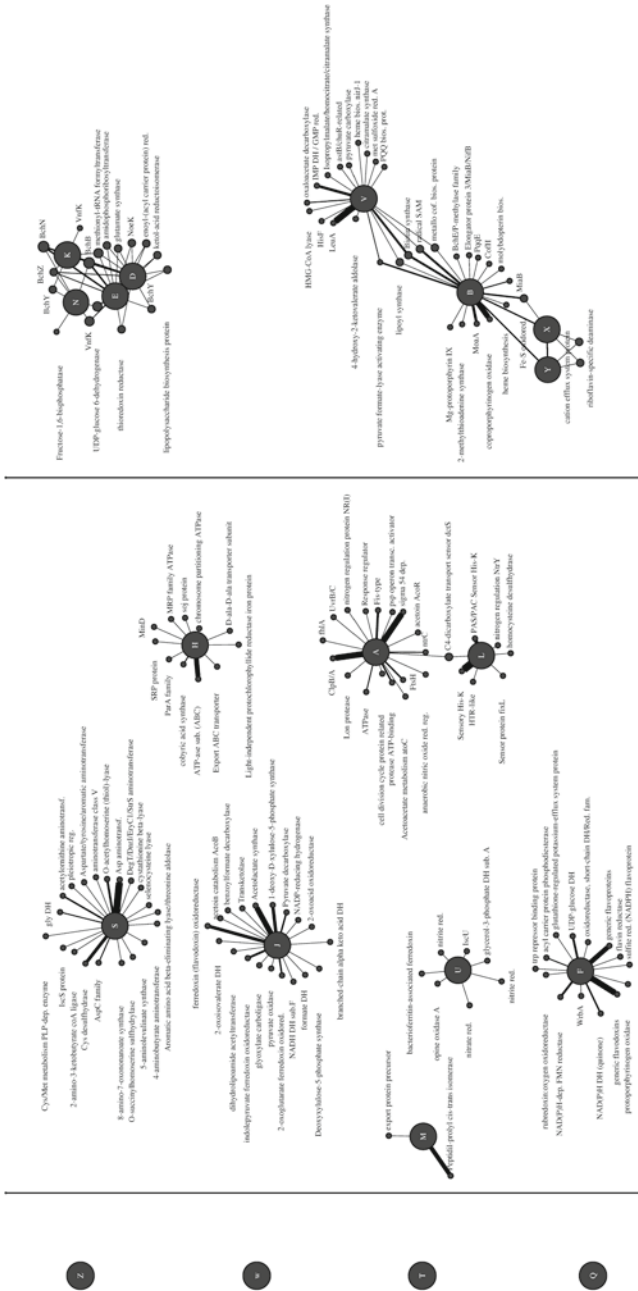 Z
w
T
Q
Cys/Met metabolism PLP-dep. enzyme
gly DH
acetylornithine aminotransf.
pleiotropic reg.
Aspartate/tyrosine/aromatic aminotransferase
aminotransferase class V
O-acetylhomoserine (thiol)-lyase
Asp aminotransf.
DegT/DnrJ/EryC1/StrS aminotransferase
cystathionine beta-lyase
selenocysteine lyase
IscS protein
2-amino-3-ketobutyrate coA ligase
Cys desulfhydrase
AspC family
S
8-amino-7-oxononanoate synthase
O-succinylhomoserine sulfhydrylase
5-aminolevulinate synthase
4-aminobutyrate aminotransferase
Aromatic amino acid beta-eliminating lyase/threonine aldolase
MinD
SRP protein
MRP family ATPase
ParA family
soj protein
cobyric acid synthase
H
chromosome partitioning ATPase
ATP-ase sub. (ABC)
Export ABC transporter
D-ala-D-ala transporter subunit
Light-independent protochlorophyllide reductase iron protein
ferredoxin (flavodoxin) oxidoreductase
acetoin catabolism AcoB
2-oxoisovalerate DH
benzoylformate decarboxylase
dihydrolipoamide acetyltransferase
Transketolase
indolepyruvate ferredoxin oxidoreductase
Acetolactate synthase
glyoxylate carboligase
J
1-deoxy-D-xylulose-5-phosphate synthase
pyruvate oxidase
Pyruvate decarboxylase
2-oxoglutarate ferredoxin oxidored.
NADP-reducing hydrogenase
NADH DH sub.F
2-oxoacid oxidoreductase
formate DH
Deoxyxylulose-5-phosphate synthase
branched chain alpha keto acid DH
ClpB/A
fhlA
UvrB/C
nitrogen regulation protein NR(I)
Lon protease
Response regulator
ATPase
Fis-type
A
psp operon transc. activator
cell division cycle protein related
sigma 54 dep.
protease ATP-binding
acetoin AcoR
Acetoacetate metabolism atoC
FtsH
anaerobic nitric oxide red. reg.
C4-dicarboxylate transport sensor dctS
Sensory His-K
PAS/PAC Sensor His-K
HTR-like
L
nitrogen regulation NtrY
Sensor protein fixL
homocysteine desulfhydrase
export protein precursor
M
Peptidil-prolyl cis-trans isomerase
bacterioferritin-associated ferredoxin
nitrite red.
opsoe oxidase A
IscU
U
nitrate red.
glycerol-3-phosphate DH sub. A
nitrite red.
rubredoxin oxygen oxidoreductase
trp repressor binding protein
acyl carrier protein phosphodiesterase
NAD(P)H-dep. FMN reductase
glutathione-regulated potassium-efflux system protein
WrbA
UDP-glucose DH
F
oxidoreductase, short-chain DH/Red. fam.
NAD(P)H DH (quinone)
generic flavoproteins
flavin reductase
generic flavodoxins
sulfite red. (NADPH) flavoprotein
protoporphyrinogen oxidase
Fructose-1,6-bisphosphatase
BchY
BchZ
BchN
K
VnfK
N
BchB
VnfK
methionyl-tRNA formyltransferase
UDP-glucose 6-dehydrogenase
amidophosphoribosyltransferase
E
glutamate synthase
thioredoxin reductase
D
NoeK
enoyl-(acyl carrier protein) red.
BchY
ketol-acid reductoisomerase
lipopolysaccharide biosynthesis protein
HMG-CoA lyase
oxaloacetate decarboxylase
IMP DH / GMP red.
HisF
Isopropylmalate/homocitrate/citramalate synthase
LeuA
pyruvate carboxylase
V
heme bios. nirJ-1
citramalate synthase
PQQ bios. prot.
4-hydroxy-2-ketovalerate aldolase
pyruvate formate-lyase activating enzyme
lipoyl synthase
Biotin synthase
radical SAM
metallo cof. bios. protein
BchE/P-methylase family
Elongator protein 3/MiaB/NifB
PqqE
CofH
Mg-protoporphyrin IX
B
molybdopterin bios.
2-methylthioadenine synthase
MoaA
MiaB
coproporphyrinogen oxidase
heme biosynthesis
Fe-S oxidored.
Y
X
cation efflux system protein
riboflavin-specific deaminase